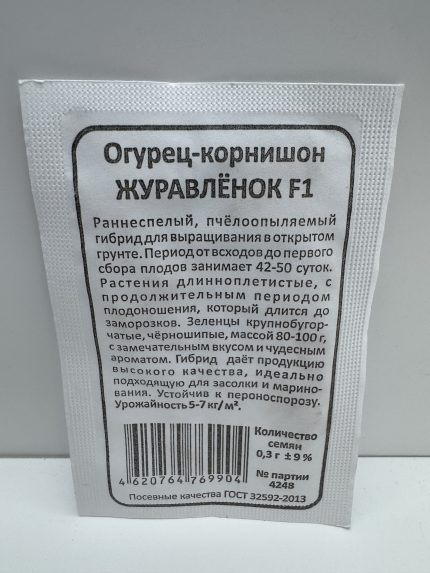 Огурец-корнишон
ЖУРАВЛЁНОК F1
Раннеспелый, пчёлоопыляемый
гибрид для выращивания в открытом
грунте. Период от всходов до первого
сбора плодов занимает 42-50 суток.
Растения длинноплетистые, с
продолжительным периодом
плодоношения, который длится до
заморозков. Зеленцы крупнобугор-
чатые, чёрношипые, массой 80-100 г,
с замечательным вкусом и чудесным
ароматом. Гибрид даёт продукцию
высокого качества, идеально
подходящую для засолки и марино-
вания. Устойчив к пероноспорозу.
Урожайность 5-7 кг/м².
Количество
семян
0,3 г ±9%
№ партии
4248
4 620764 769904
Посевные качества ГОСТ 32592-2013